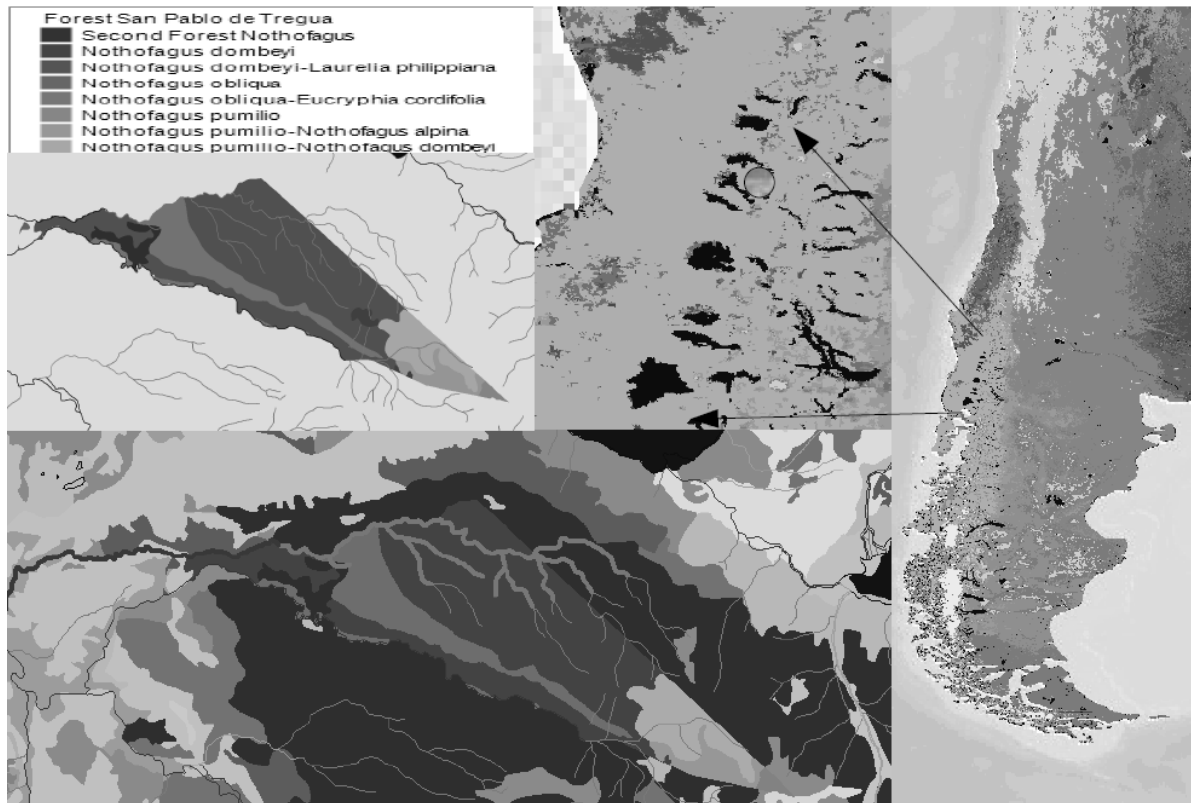 Forest San Pablo de Tregua
Second Forest Nothofagus
Nothofagus dombeyi
Nothofagus dombeyi-Laurelia philippiana
Nothofagus obliqua
Nothofagus obliqua-Eucryphia cordifolia
Nothofagus pumilio
Nothofagus pumilio-Nothofagus alpina
Nothofagus pumilio-Nothofagus dombeyi